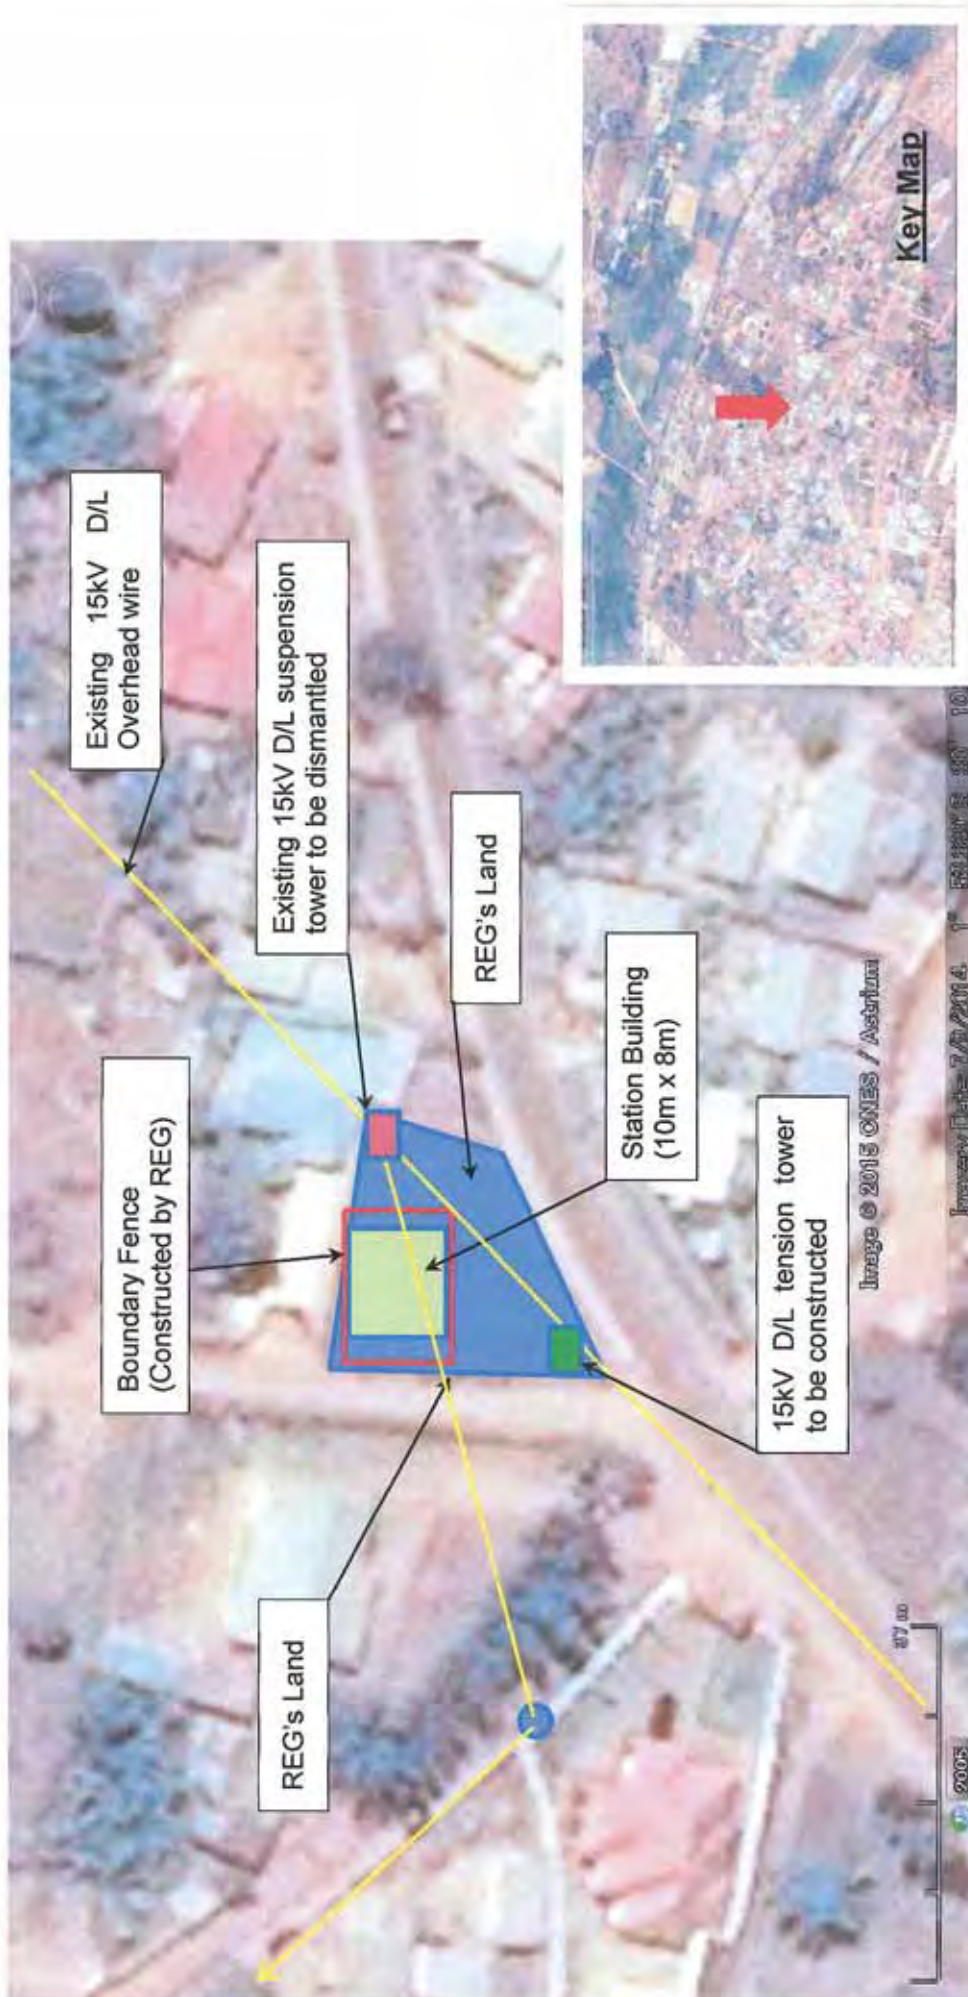 Existing 15kV D/L
Overhead wire
Existing 15kV D/L suspension
tower to be dismantled
Boundary Fence
(Constructed by REG)
REG's Land
REG's Land
Station Building
(10m x 8m)
15kV D/L tension tower
to be constructed
Key Map
Image © 2015 CNES / Astrium
97 m
2005